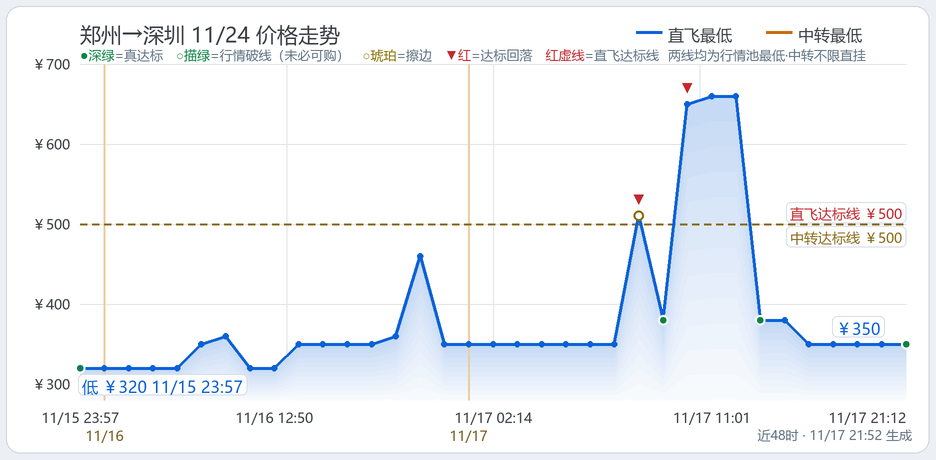 郑州→深圳 11/24 价格走势
直飞最低 中转最低
●深绿=真达标 ○描绿=行情破线（未必可购） ○琥珀=擦边 ▼红=达标回落 红虚线=直飞达标线 两线均为行情池最低·中转不限直挂
¥700
¥600
¥500
¥400
¥300
直飞达标线 ¥500
中转达标线 ¥500
¥350
低 ¥320 11/15 23:57
11/15 23:57 11/16 12:50 11/17 02:14 11/17 11:01 11/17 21:12
11/16 11/17
近48时 · 11/17 21:52 生成